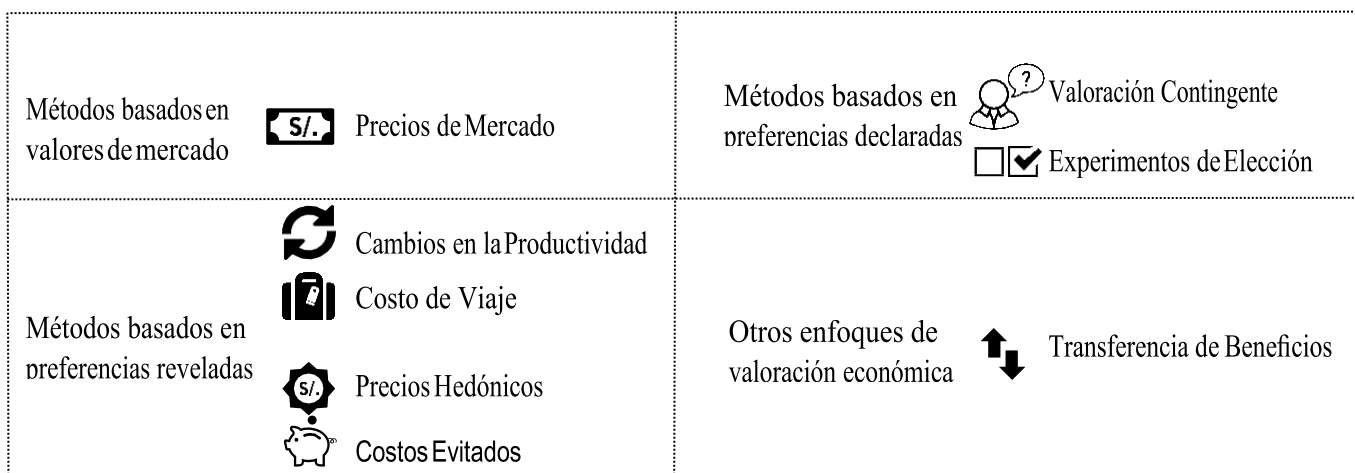 Métodos basados en
valores de mercado
S/.
Precios de Mercado
Métodos basados en
preferencias declaradas
?
Valoración Contingente
Experimentos de Elección
Métodos basados en
preferencias reveladas
Cambios en la Productividad
Costo de Viaje
S/.
Precios Hedónicos
Costos Evitados
Otros enfoques de
valoración económica
Transferencia de Beneficios